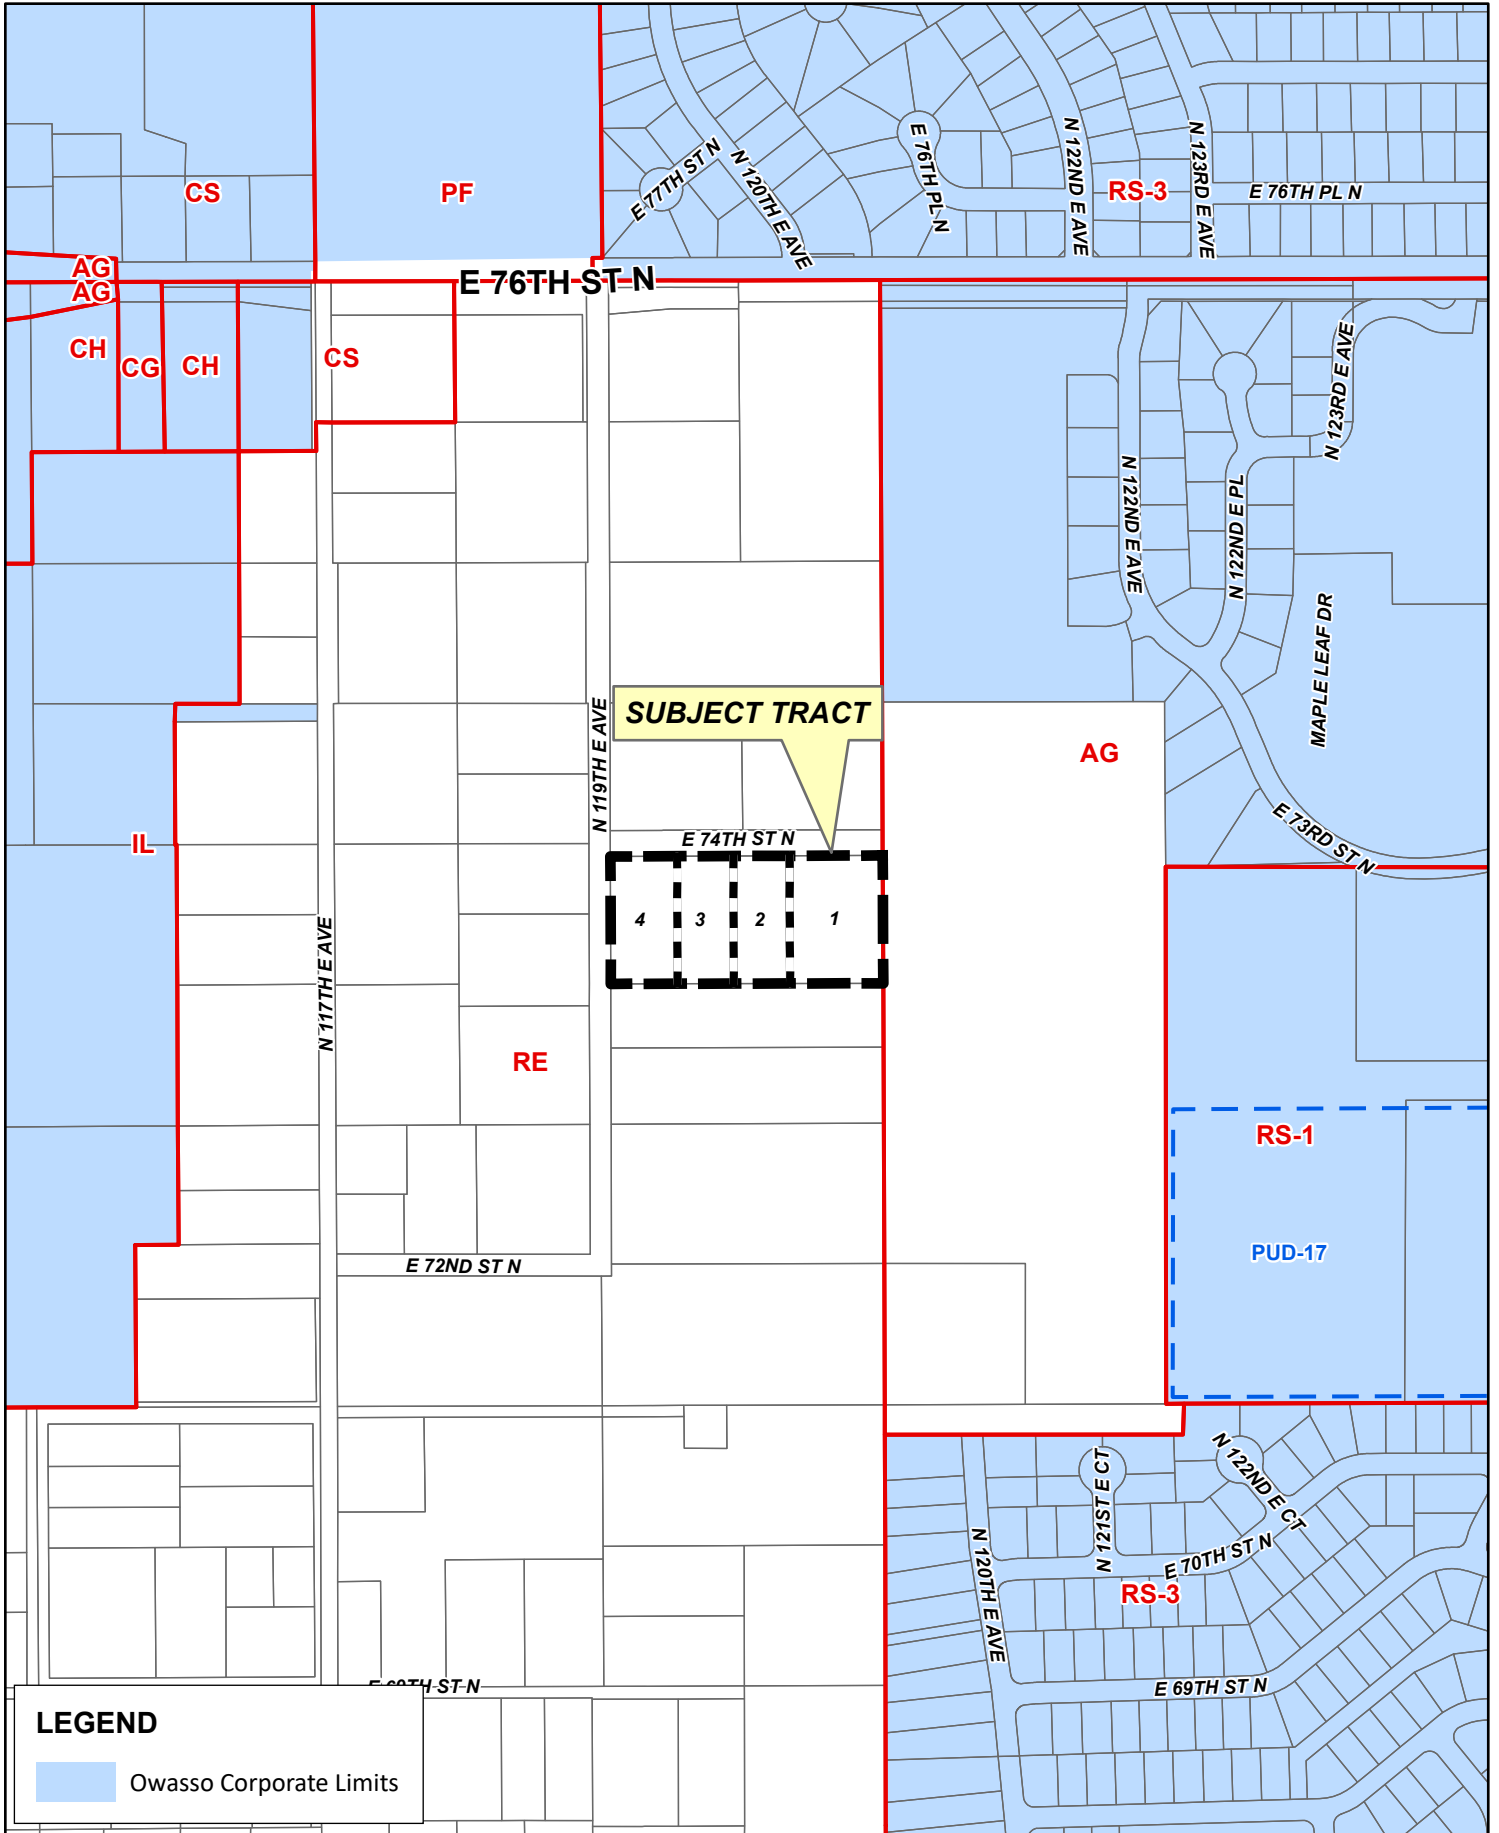 E 77TH ST N
N 120TH E AVE
E 76TH PL N
N 122ND E AVE
N 123RD E AVE
RS-3
E 76TH PL N
CS
PF
AG
E 76TH ST N
AG
CH
CG
CH
CS
N 123RD E AVE
N 122ND E AVE
N 122ND E PL
MAPLE LEAF DR
N 119TH E AVE
SUBJECT TRACT
AG
E 73RD ST N
IL
E 74TH ST N
4
3
2
1
N 117TH E AVE
RE
RS-1
PUD-17
E 72ND ST N
N 121ST E CT
N 122ND E CT
N 120TH E AVE
E 70TH ST N
RS-3
E 69TH ST N
E 69TH ST N
LEGEND
Owasso Corporate Limits